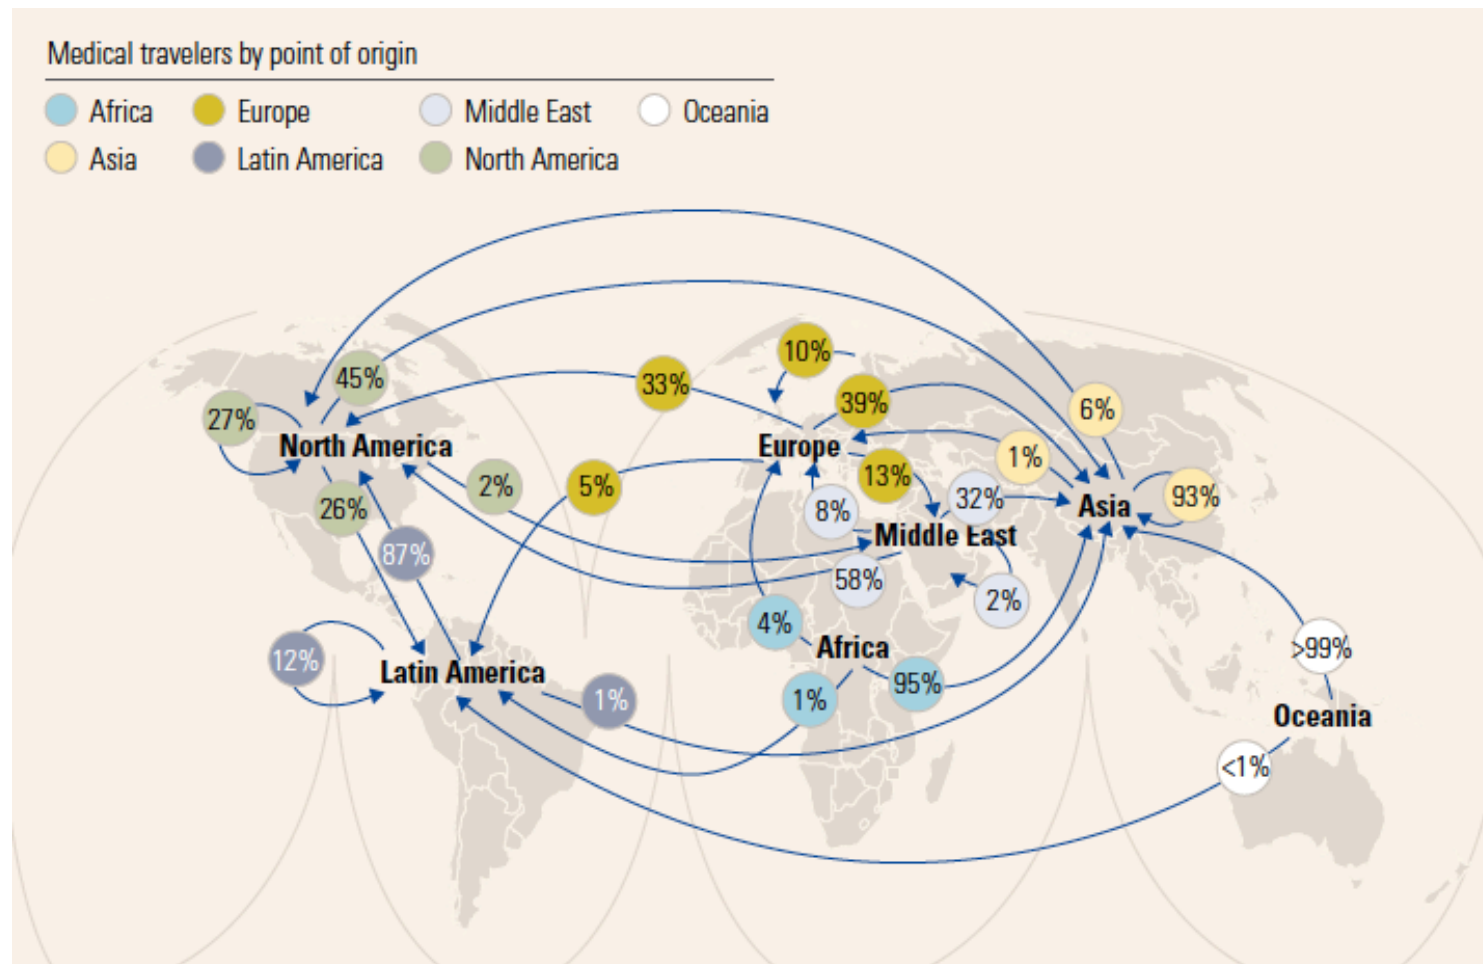 Medical travelers by point of origin
Africa Europe Middle East Oceania
Asia Latin America North America
10%
45%
33%
39%
6%
27%
North America
Europe
1%
13%
2%
5%
32%
93%
26%
8%
Asia
Middle East
87%
58%
2%
4%
Africa
>99%
12%
Latin America
95%
1%
1%
Oceania
<1%